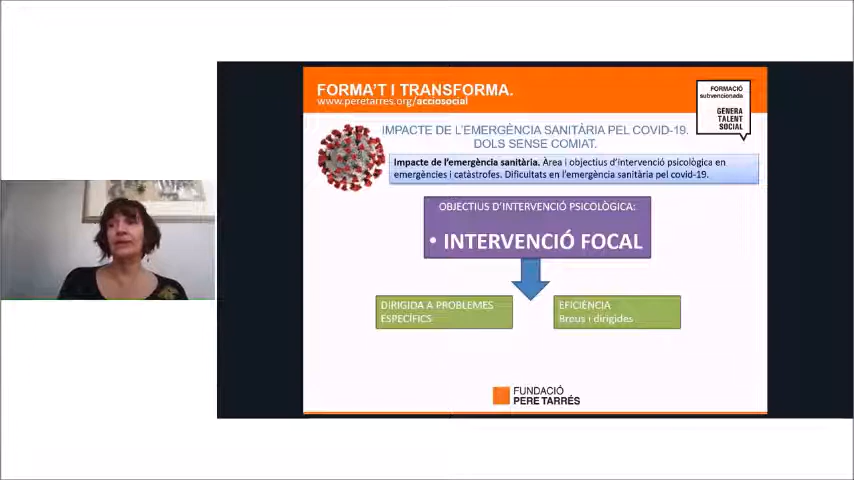 FORMA'T I TRANSFORMA.
www.peretarres.org/acciosocial
FORMACIÓ
subvencionada
GENERA
TALENT
SOCIAL
IMPACTE DE L'EMERGÈNCIA SANITÀRIA PEL COVID-19.
DOLS SENSE COMIAT.
Impacte de l'emergència sanitària. Àrea i objectius d'intervenció psicològica en
emergències i catàstrofes. Dificultats en l'emergència sanitària pel covid-19.
OBJECTIUS D'INTERVENCIÓ PSICOLÒGICA:
• INTERVENCIÓ FOCAL
DIRIGIDA A PROBLEMES
ESPECÍFICS
EFICIÈNCIA
Breus i dirigides
FUNDACIÓ
PERE TARRÉS